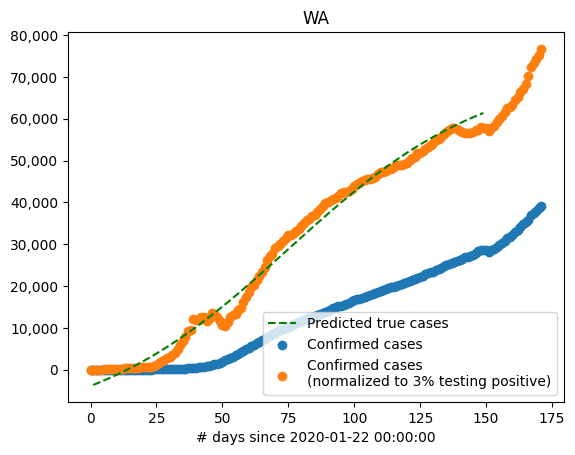 WA
80,000
70,000
60,000
50,000
40,000
30,000
20,000
10,000
0
Predicted true cases
Confirmed cases
Confirmed cases
(normalized to 3% testing positive)
0 25 50 75 100 125 150 175
# days since 2020-01-22 00:00:00